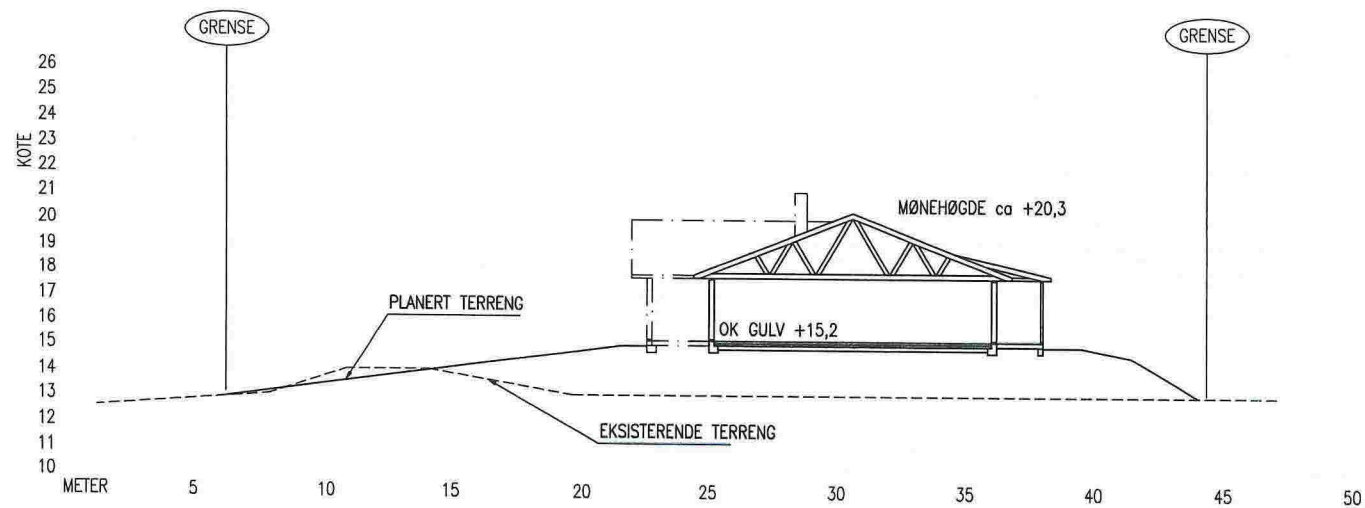 GRENSE
GRENSE
26
25
24
23
22
21
20
19
18
17
16
15
14
13
12
11
10
KOTE
MØNEHØGDE ca +20,3
PLANERT TERRENG
OK GULV +15,2
EKSISTERENDE TERRENG
METER 5 10 15 20 25 30 35 40 45 50